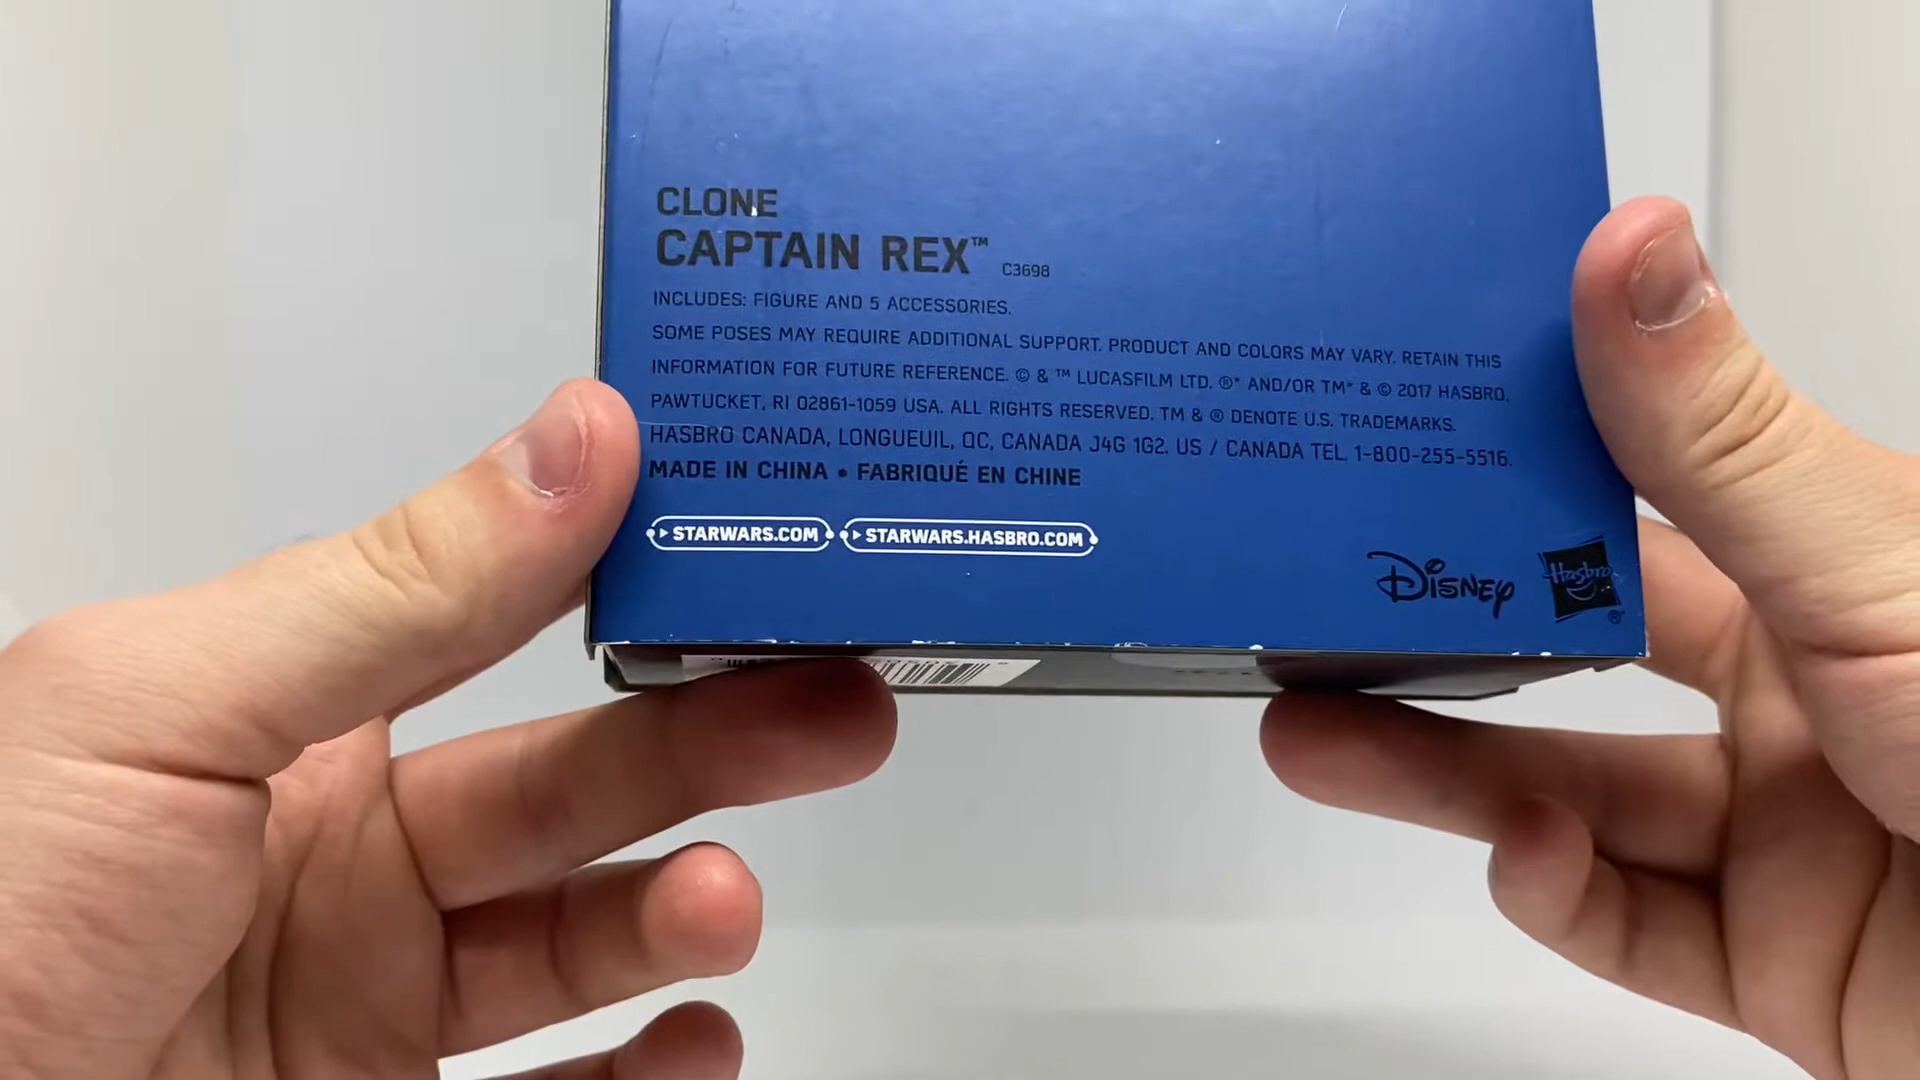 CLONE
CAPTAIN REX™ C3698
INCLUDES: FIGURE AND 5 ACCESSORIES.
SOME POSES MAY REQUIRE ADDITIONAL SUPPORT. PRODUCT AND COLORS MAY VARY. RETAIN THIS
INFORMATION FOR FUTURE REFERENCE. © & ™ LUCASFILM LTD. ®* AND/OR TM* & © 2017 HASBRO,
PAWTUCKET, RI 02861-1059 USA. ALL RIGHTS RESERVED. TM & ® DENOTE U.S. TRADEMARKS.
HASBRO CANADA, LONGUEUIL, QC, CANADA J4G 1G2. US / CANADA TEL. 1-800-255-5516.
MADE IN CHINA • FABRIQUÉ EN CHINE
STARWARS.COM STARWARS.HASBRO.COM
Disney Hasbro ®*